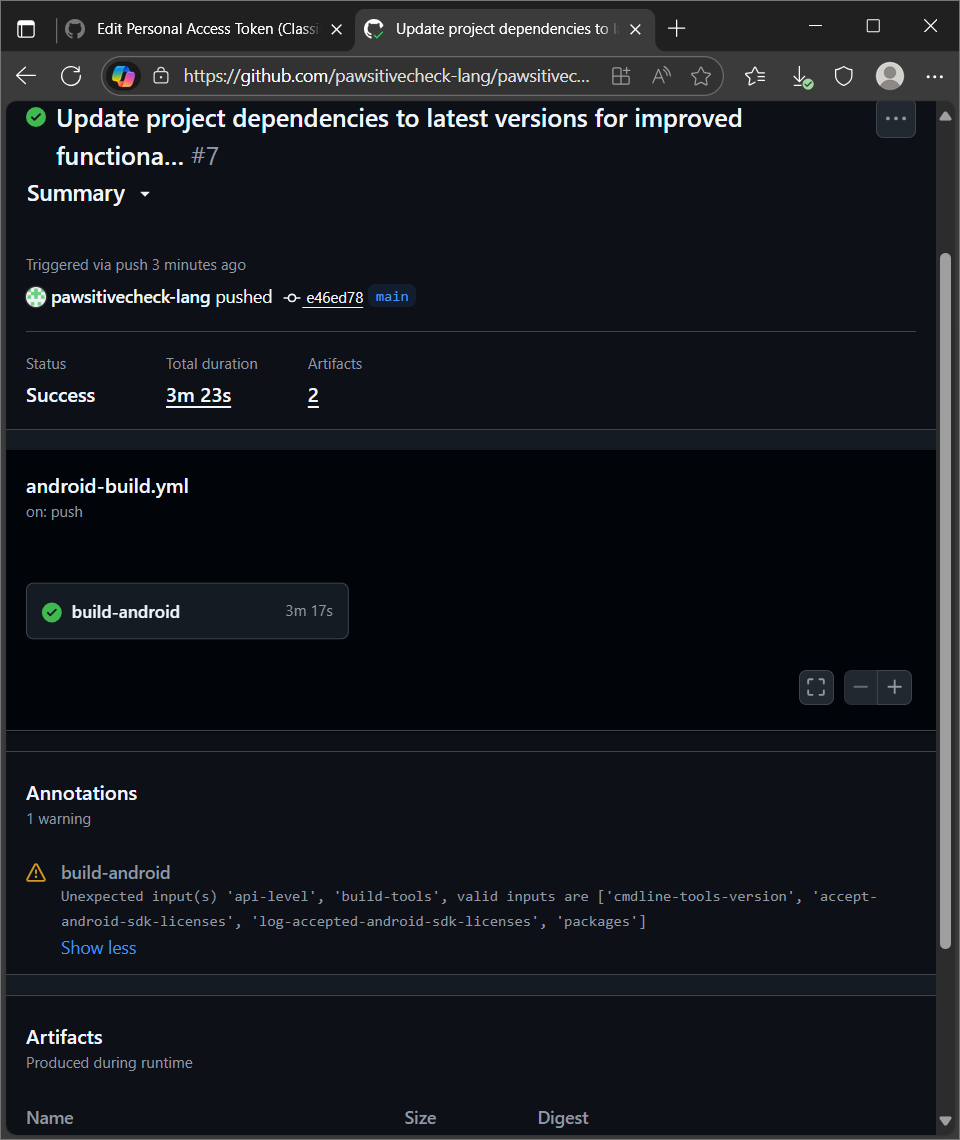 Edit Personal Access Token (Classi
Update project dependencies to l
https://github.com/pawsitivecheck-lang/pawsitivec...
Update project dependencies to latest versions for improved
functiona... #7
Summary
Triggered via push 3 minutes ago
pawsitivecheck-lang pushed e46ed78 main
Status Total duration Artifacts
Success 3m 23s 2
android-build.yml
on: push
build-android 3m 17s
Annotations
1 warning
build-android
Unexpected input(s) 'api-level', 'build-tools', valid inputs are ['cmdline-tools-version', 'accept-
android-sdk-licenses', 'log-accepted-android-sdk-licenses', 'packages']
Show less
Artifacts
Produced during runtime
Name Size Digest